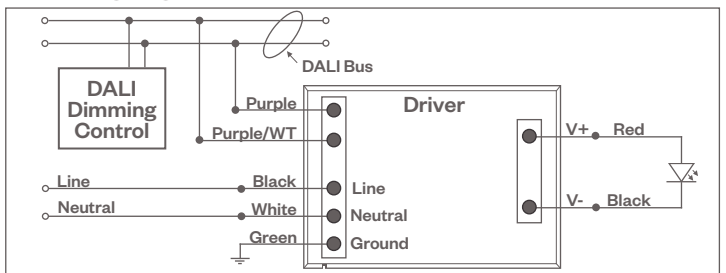 DALI Bus
DALI
Dimming
Control
Driver
Purple
Purple/WT
V+ Red
Line Black Line
Neutral White Neutral
V- Black
Green Ground